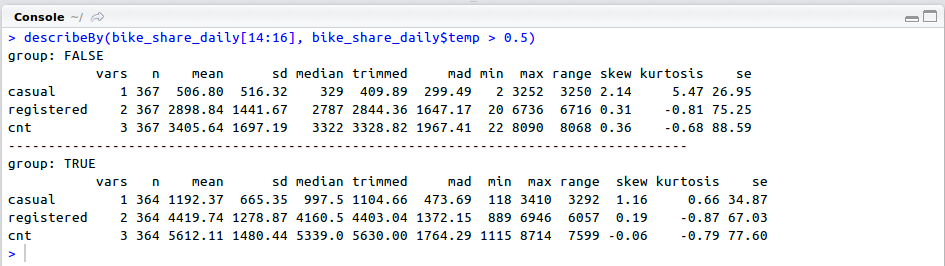 Console ~/
> describeBy(bike_share_daily[14:16], bike_share_daily$temp > 0.5)
group: FALSE
           vars   n    mean      sd median trimmed     mad min  max range skew kurtosis    se
casual        1 367  506.80  516.32    329  409.89  299.49   2 3252  3250 2.14     5.47 26.95
registered    2 367 2898.84 1441.67   2787 2844.36 1647.17  20 6736  6716 0.31    -0.81 75.25
cnt           3 367 3405.64 1697.19   3322 3328.82 1967.41  22 8090  8068 0.36    -0.68 88.59
---------------------------------------------------------------------------------------
group: TRUE
           vars   n    mean      sd median trimmed     mad  min  max range  skew kurtosis    se
casual        1 364 1192.37  665.35  997.5 1104.66  473.69  118 3410  3292  1.16     0.66 34.87
registered    2 364 4419.74 1278.87 4160.5 4403.04 1372.15  889 6946  6057  0.19    -0.87 67.03
cnt           3 364 5612.11 1480.44 5339.0 5630.00 1764.29 1115 8714  7599 -0.06    -0.79 77.60
>